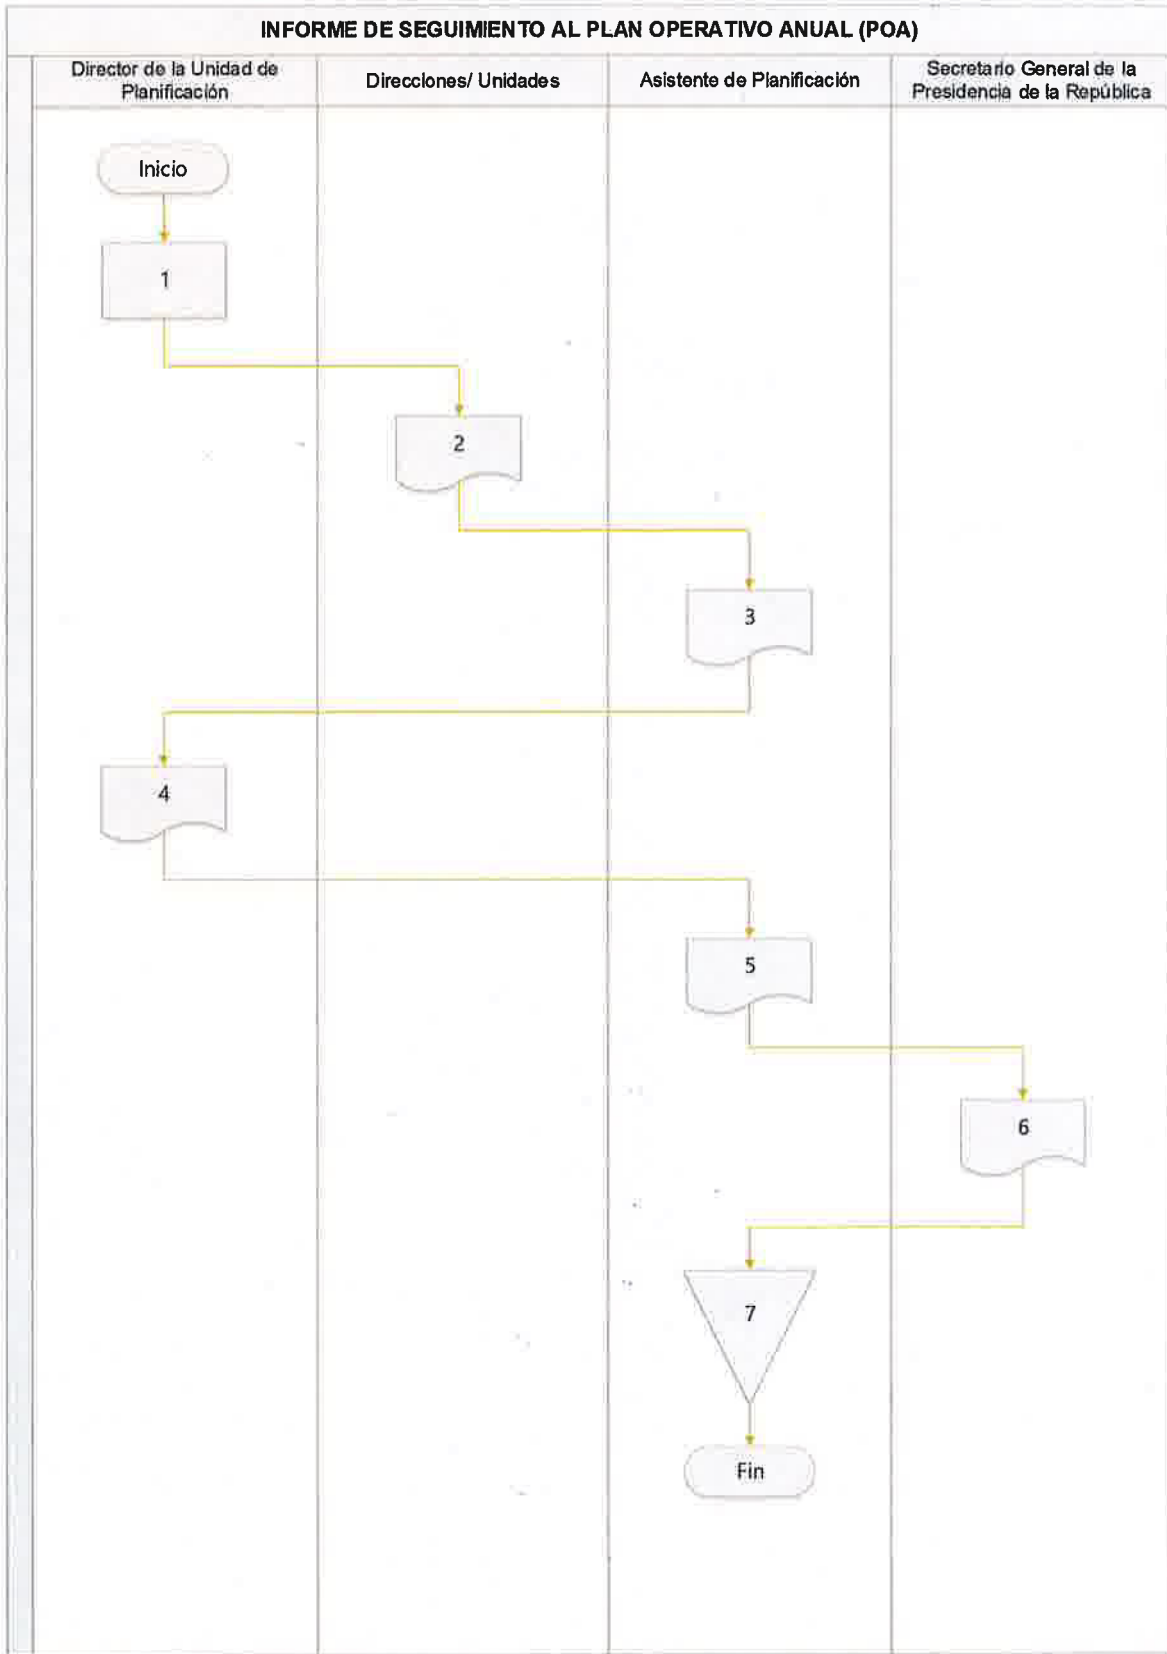 INFORME DE SEGUIMIENTO AL PLAN OPERATIVO ANUAL (POA)
Director de la Unidad de
Planificación
Direcciones/ Unidades
Asistente de Planificación
Secretario General de la
Presidencia de la República
Inicio
1
2
3
4
5
6
7
Fin